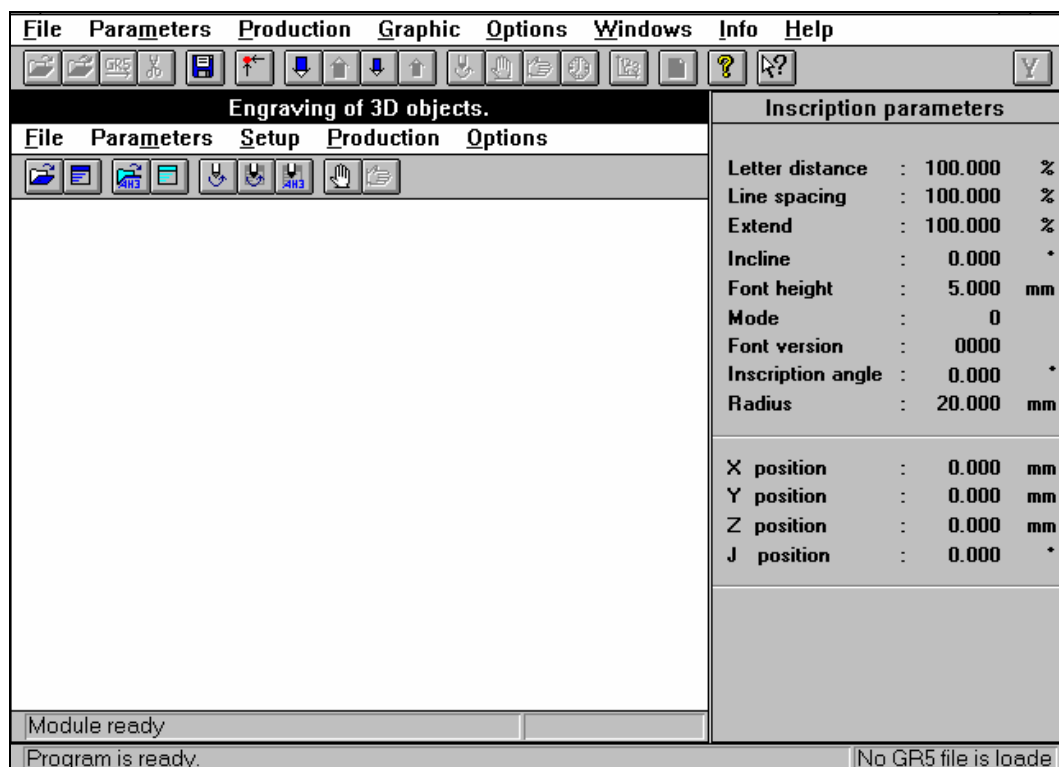 File Parameters Production Graphic Options Windows Info Help
GR5 Y
Engraving of 3D objects.
File Parameters Setup Production Options
AH3 AH3
Module ready
Inscription parameters
Letter distance : 100.000 %
Line spacing : 100.000 %
Extend : 100.000 %
Incline : 0.000 °
Font height : 5.000 mm
Mode : 0
Font version : 0000
Inscription angle : 0.000 °
Radius : 20.000 mm
X position : 0.000 mm
Y position : 0.000 mm
Z position : 0.000 mm
J position : 0.000 °
Program is ready. No GR5 file is loade